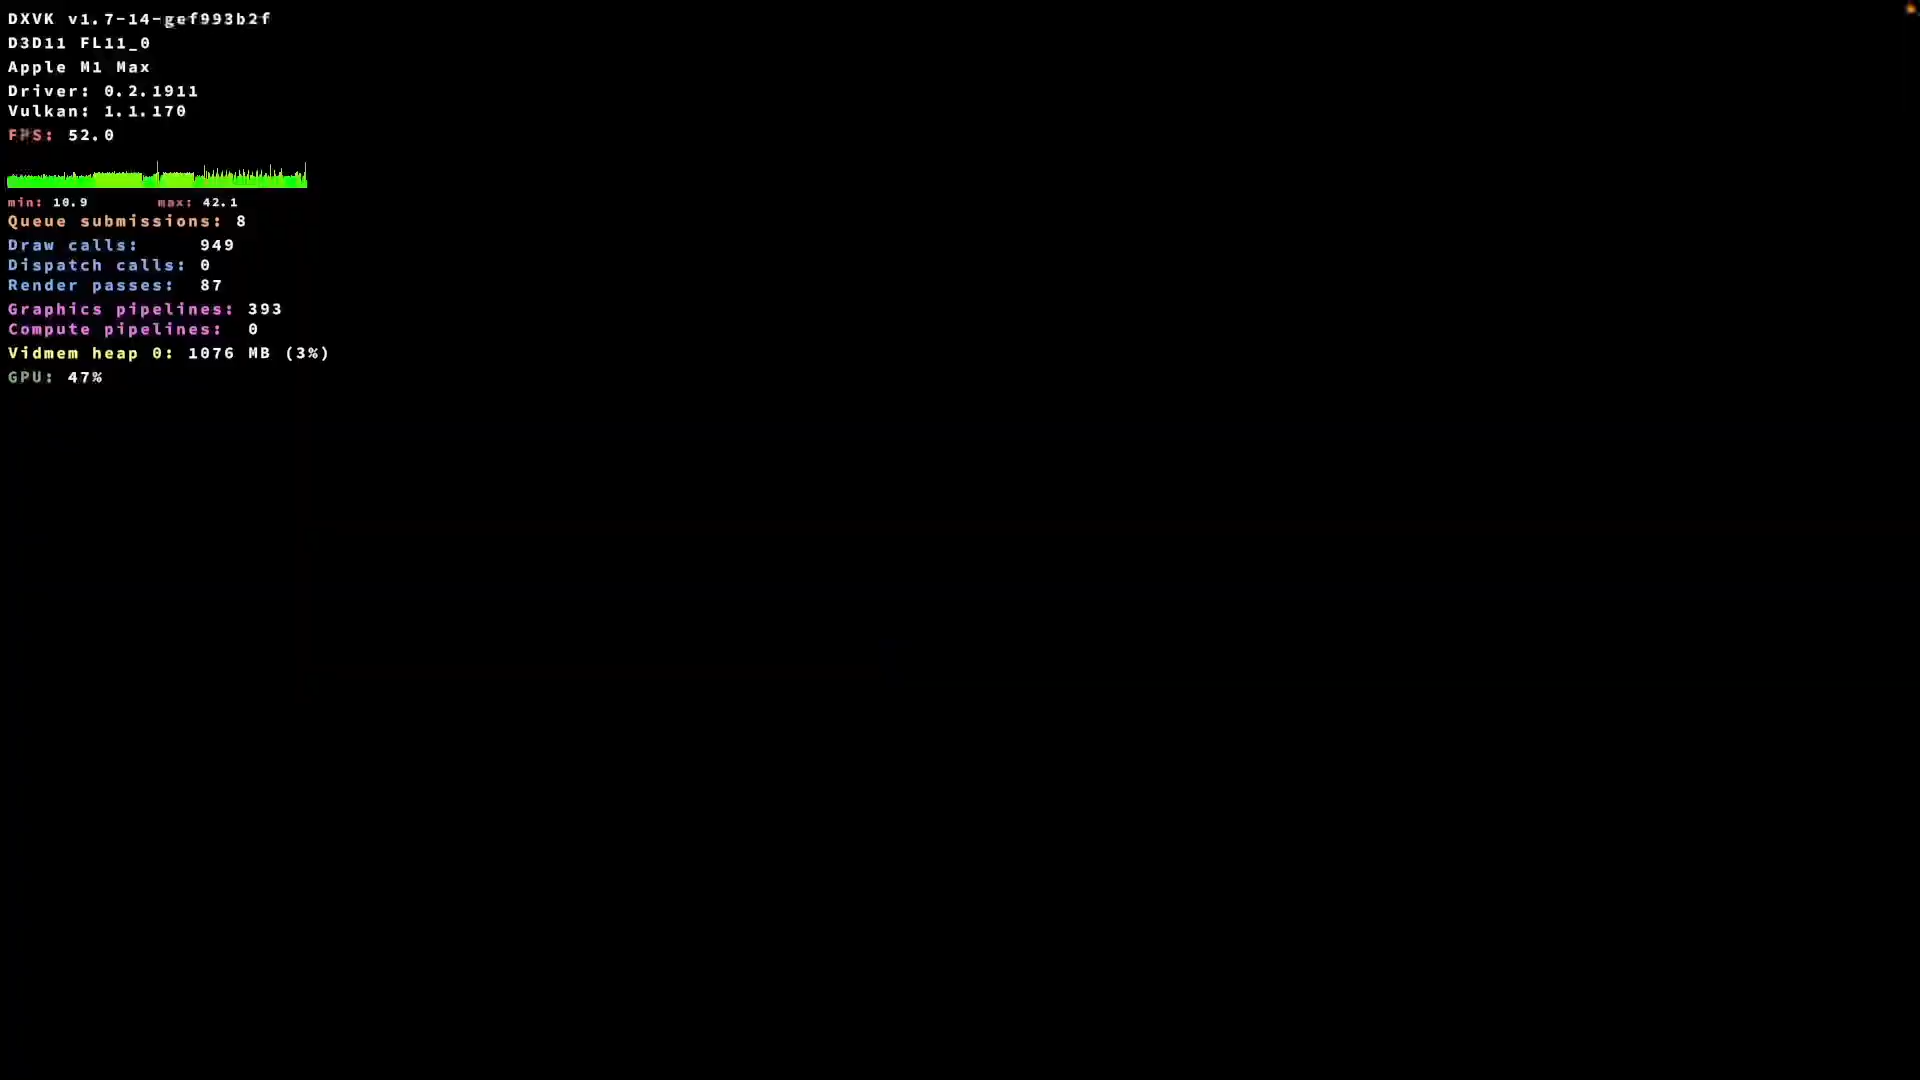 DXVK v1.7-14-gef993b2f
D3D11 FL11_0
Apple M1 Max
Driver: 0.2.1911
Vulkan: 1.1.170
FPS: 52.0
min: 10.9 max: 42.1
Queue submissions: 8
Draw calls: 949
Dispatch calls: 0
Render passes: 87
Graphics pipelines: 393
Compute pipelines: 0
Vidmem heap 0: 1076 MB (3%)
GPU: 47%